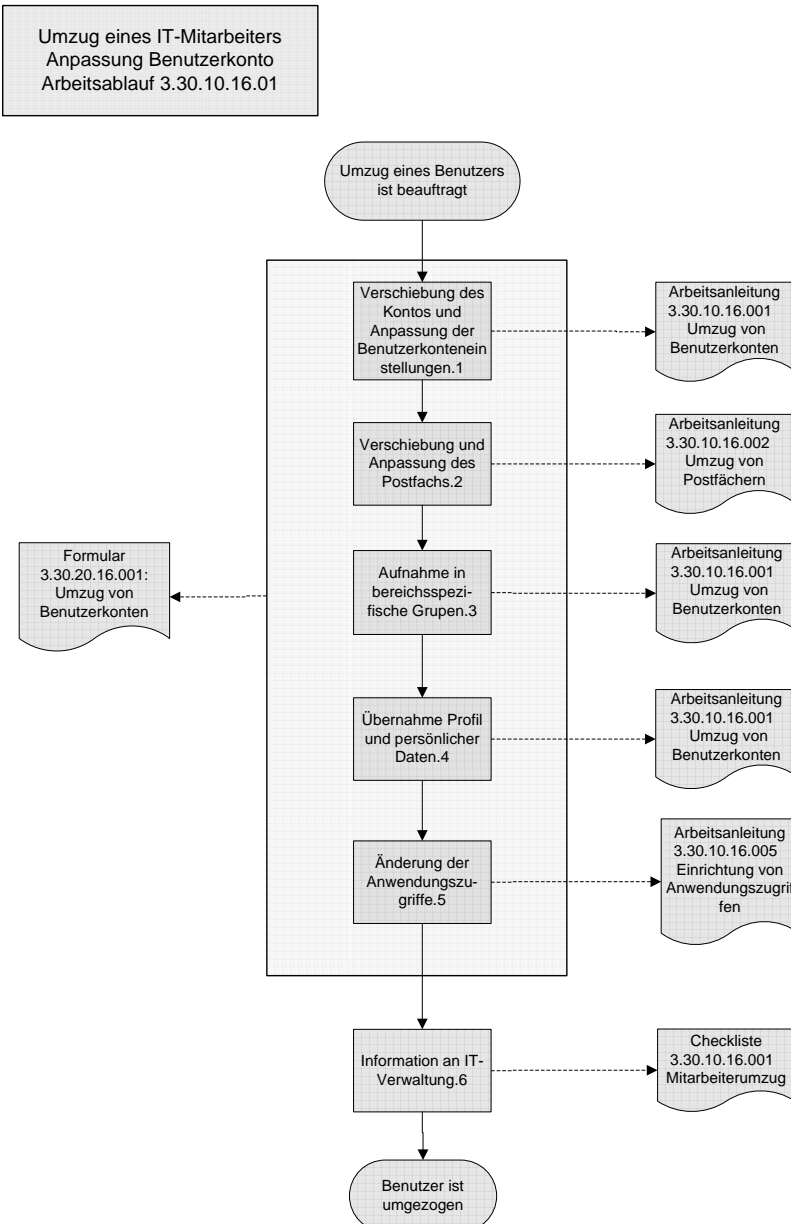 Umzug eines IT-Mitarbeiters
Anpassung Benutzerkonto
Arbeitsablauf 3.30.10.16.01
Umzug eines Benutzers
ist beauftragt
Verschiebung des
Kontos und
Anpassung der
Benutzerkontenein
stellungen.1
Arbeitsanleitung
3.30.10.16.001
Umzug von
Benutzerkonten
Verschiebung und
Anpassung des
Postfachs.2
Arbeitsanleitung
3.30.10.16.002
Umzug von
Postfächern
Formular
3.30.20.16.001:
Umzug von
Benutzerkonten
Aufnahme in
bereichsspezi-
fische Grupen.3
Arbeitsanleitung
3.30.10.16.001
Umzug von
Benutzerkonten
Übernahme Profil
und persönlicher
Daten.4
Arbeitsanleitung
3.30.10.16.001
Umzug von
Benutzerkonten
Änderung der
Anwendungszu-
griffe.5
Arbeitsanleitung
3.30.10.16.005
Einrichtung von
Anwendungszugrif
fen
Information an IT-
Verwaltung.6
Checkliste
3.30.10.16.001
Mitarbeiterumzug
Benutzer ist
umgezogen